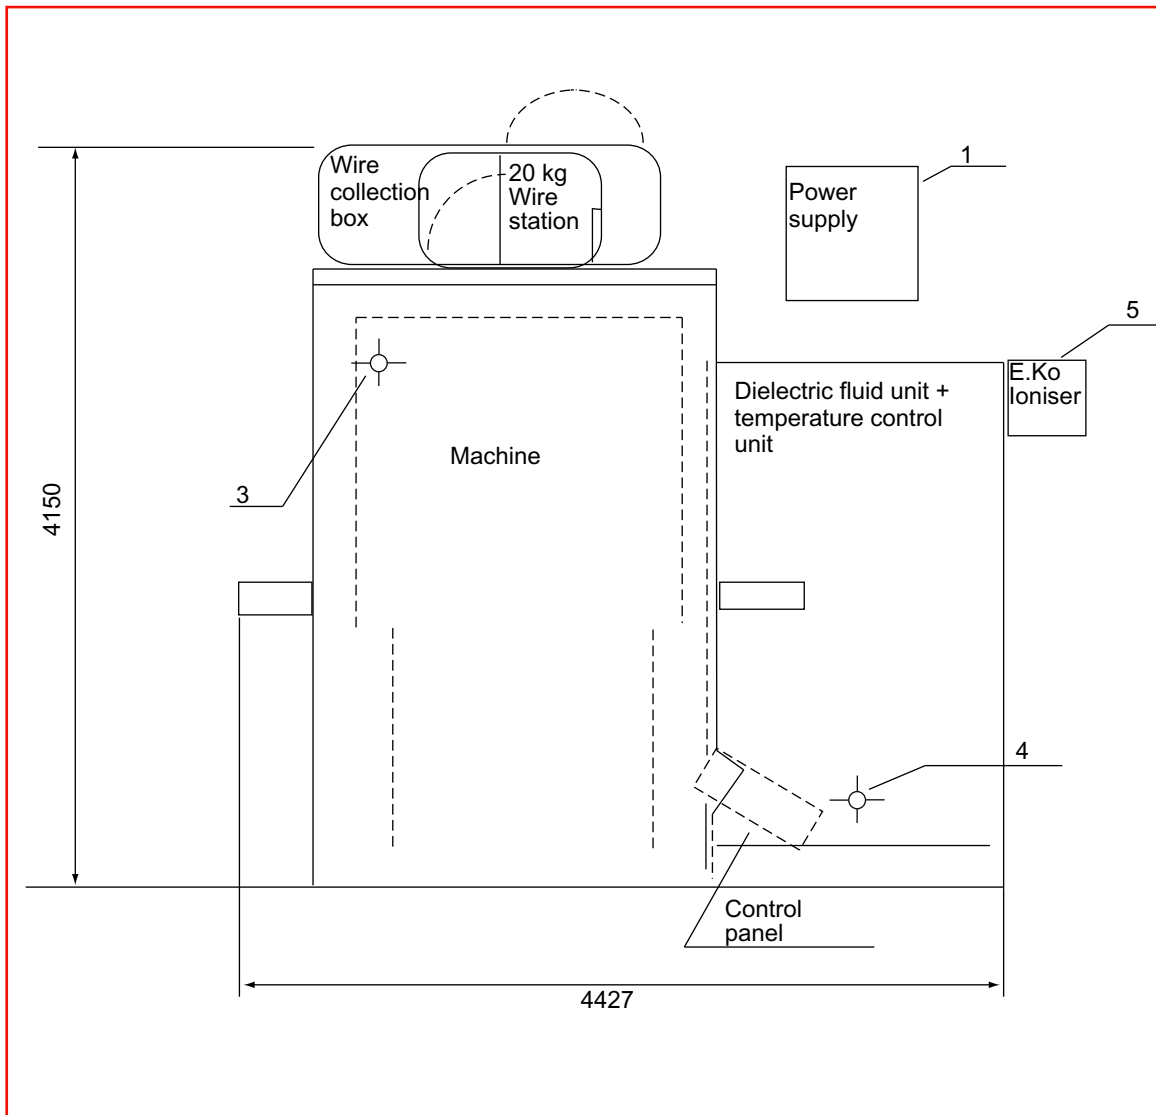 1
Wire
collection
box
20 kg
Wire
station
Power
supply
5
E.Ko
Ioniser
Dielectric fluid unit +
temperature control
unit
Machine
3
4150
4
Control
panel
4427